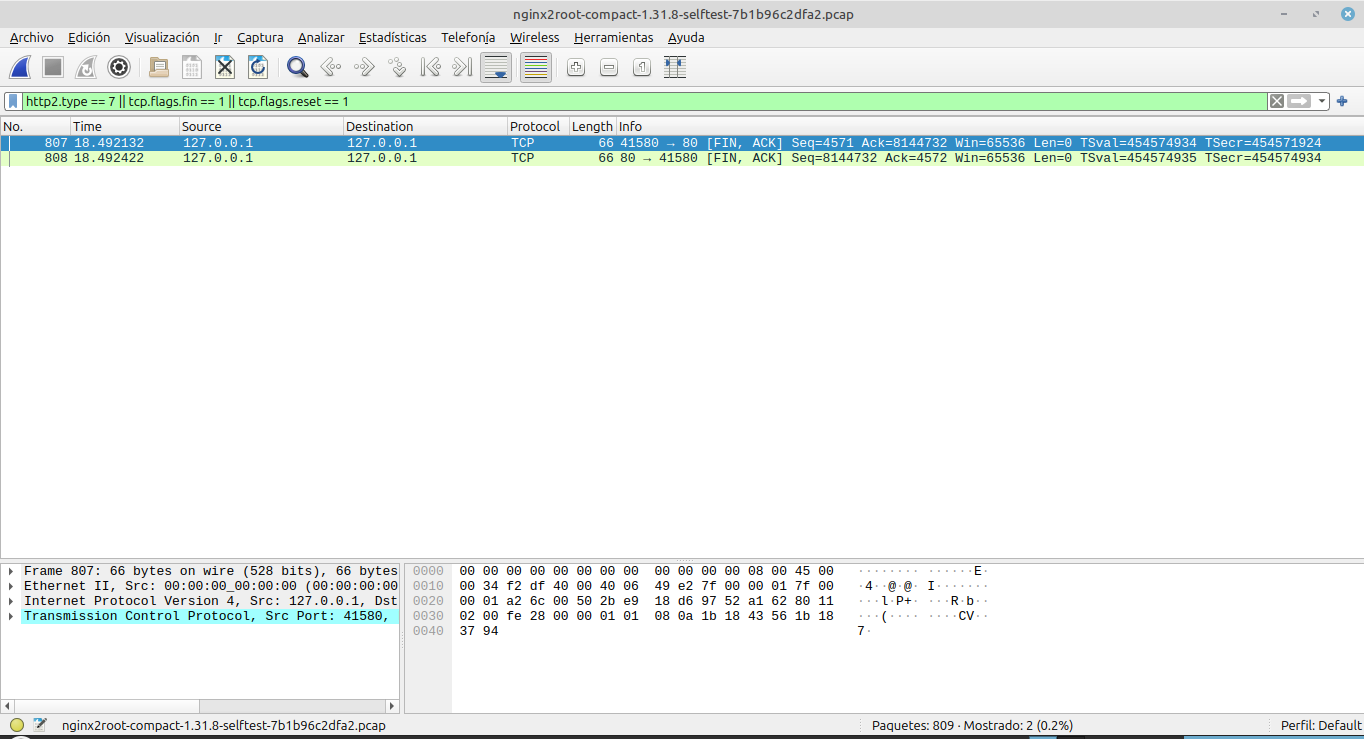 nginx2root-compact-1.31.8-selftest-7b1b96c2dfa2.pcap
Archivo Edición Visualización Ir Captura Analizar Estadísticas Telefonía Wireless Herramientas Ayuda
http2.type == 7 || tcp.flags.fin == 1 || tcp.flags.reset == 1
No. Time Source Destination Protocol Length Info
807 18.492132 127.0.0.1 127.0.0.1 TCP 66 41580 → 80 [FIN, ACK] Seq=4571 Ack=8144732 Win=65536 Len=0 TSval=454574934 TSecr=454571924
808 18.492422 127.0.0.1 127.0.0.1 TCP 66 80 → 41580 [FIN, ACK] Seq=8144732 Ack=4572 Win=65536 Len=0 TSval=454574935 TSecr=454574934
Frame 807: 66 bytes on wire (528 bits), 66 bytes
Ethernet II, Src: 00:00:00_00:00:00 (00:00:00:00
Internet Protocol Version 4, Src: 127.0.0.1, Dst
Transmission Control Protocol, Src Port: 41580,
0000 00 00 00 00 00 00 00 00 00 00 00 00 08 00 45 00 ········ ······E·
0010 00 34 f2 df 40 00 40 06 49 e2 7f 00 00 01 7f 00 ·4··@·@· I·······
0020 00 01 a2 6c 00 50 2b e9 18 d6 97 52 a1 62 80 11 ···l·P+· ···R·b··
0030 02 00 fe 28 00 00 01 01 08 0a 1b 18 43 56 1b 18 ···(···· ····CV··
0040 37 94 7·
nginx2root-compact-1.31.8-selftest-7b1b96c2dfa2.pcap Paquetes: 809 · Mostrado: 2 (0.2%) Perfil: Default